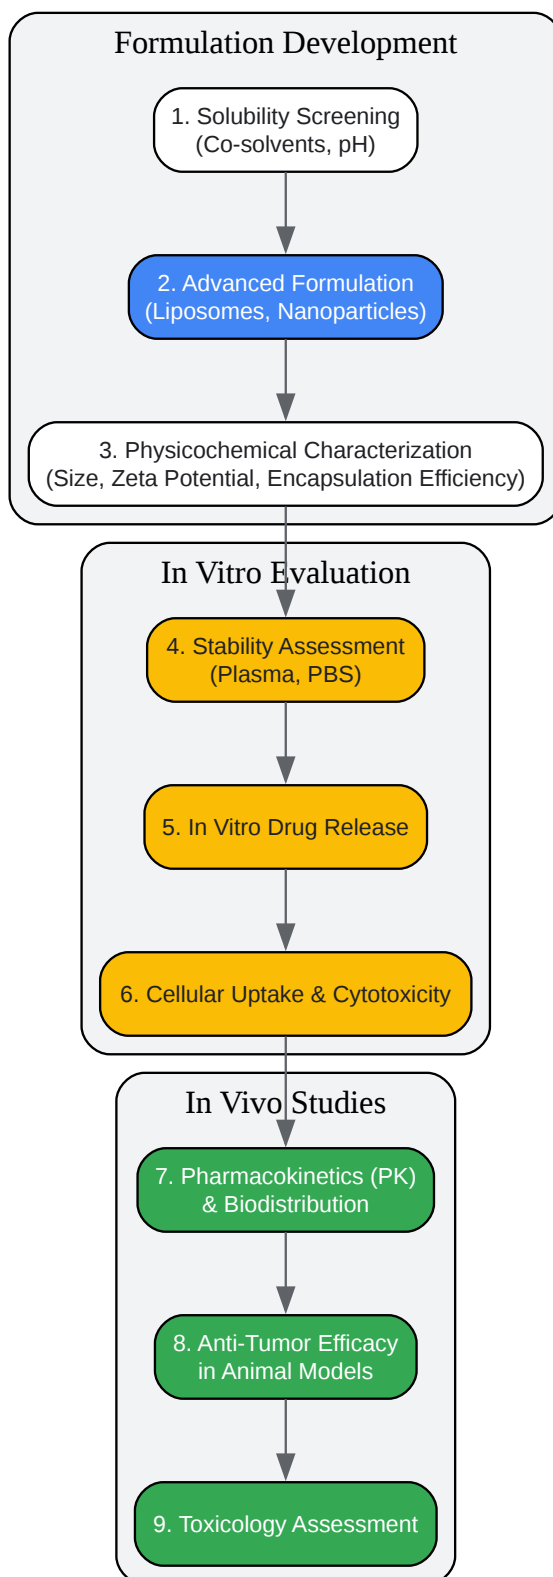 Formulation Development
1. Solubility Screening
(Co-solvents, pH)
2. Advanced Formulation
(Liposomes, Nanoparticles)
3. Physicochemical Characterization
(Size, Zeta Potential, Encapsulation Efficiency)
In Vitro Evaluation
4. Stability Assessment
(Plasma, PBS)
5. In Vitro Drug Release
6. Cellular Uptake & Cytotoxicity
In Vivo Studies
7. Pharmacokinetics (PK)
& Biodistribution
8. Anti-Tumor Efficacy
in Animal Models
9. Toxicology Assessment